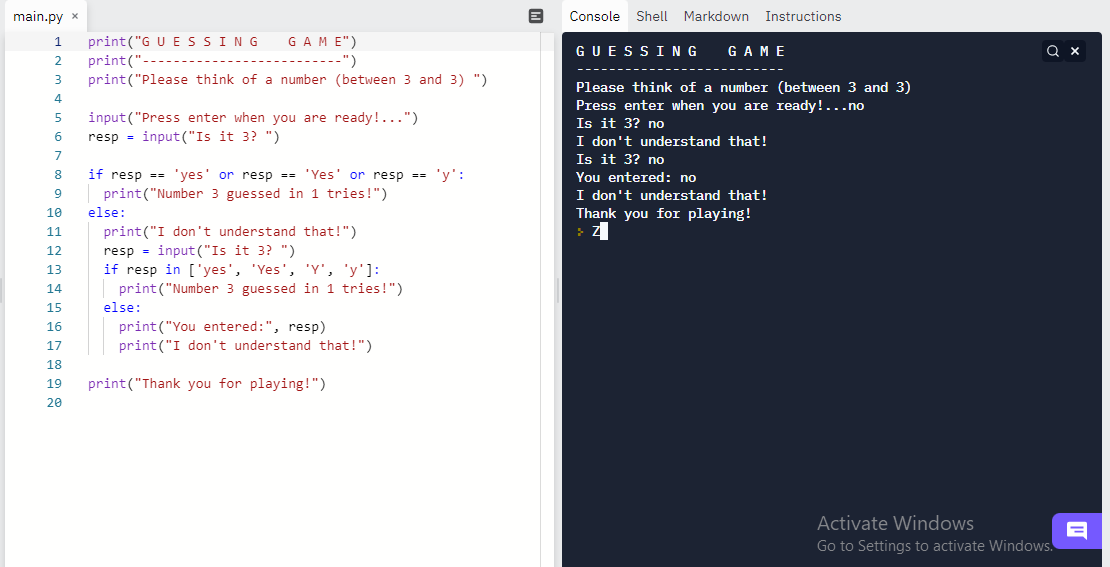 main.py ×
1 print("G U E S S I N G   G A M E")
2 print("--------------------------")
3 print("Please think of a number (between 3 and 3) ")
4
5 input("Press enter when you are ready!...")
6 resp = input("Is it 3? ")
7
8 if resp == 'yes' or resp == 'Yes' or resp == 'y':
9   print("Number 3 guessed in 1 tries!")
10 else:
11   print("I don't understand that!")
12   resp = input("Is it 3? ")
13   if resp in ['yes', 'Yes', 'Y', 'y']:
14     print("Number 3 guessed in 1 tries!")
15   else:
16     print("You entered:", resp)
17     print("I don't understand that!")
18
19 print("Thank you for playing!")
20
Console Shell Markdown Instructions
G U E S S I N G   G A M E
--------------------------
Please think of a number (between 3 and 3)
Press enter when you are ready!...no
Is it 3? no
I don't understand that!
Is it 3? no
You entered: no
I don't understand that!
Thank you for playing!
> Z
Activate Windows
Go to Settings to activate Windows.